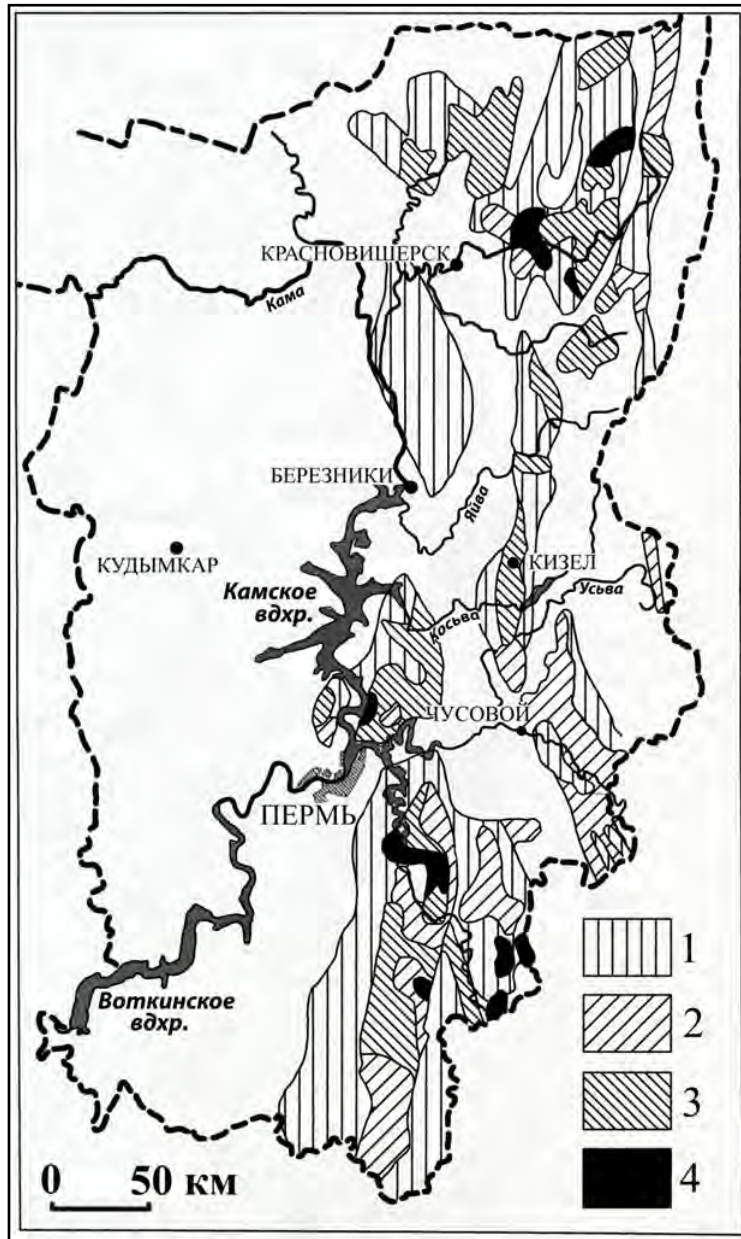 КРАСНОВИШЕРСК
Кама
БЕРЕЗНИКИ
Яйва
КУДЫМКАР
КИЗЕЛ
Камское
вдхр.
Усьва
Косьва
ЧУСОВОЙ
ПЕРМЬ
Воткинское
вдхр.
1
2
3
4
0 50 км